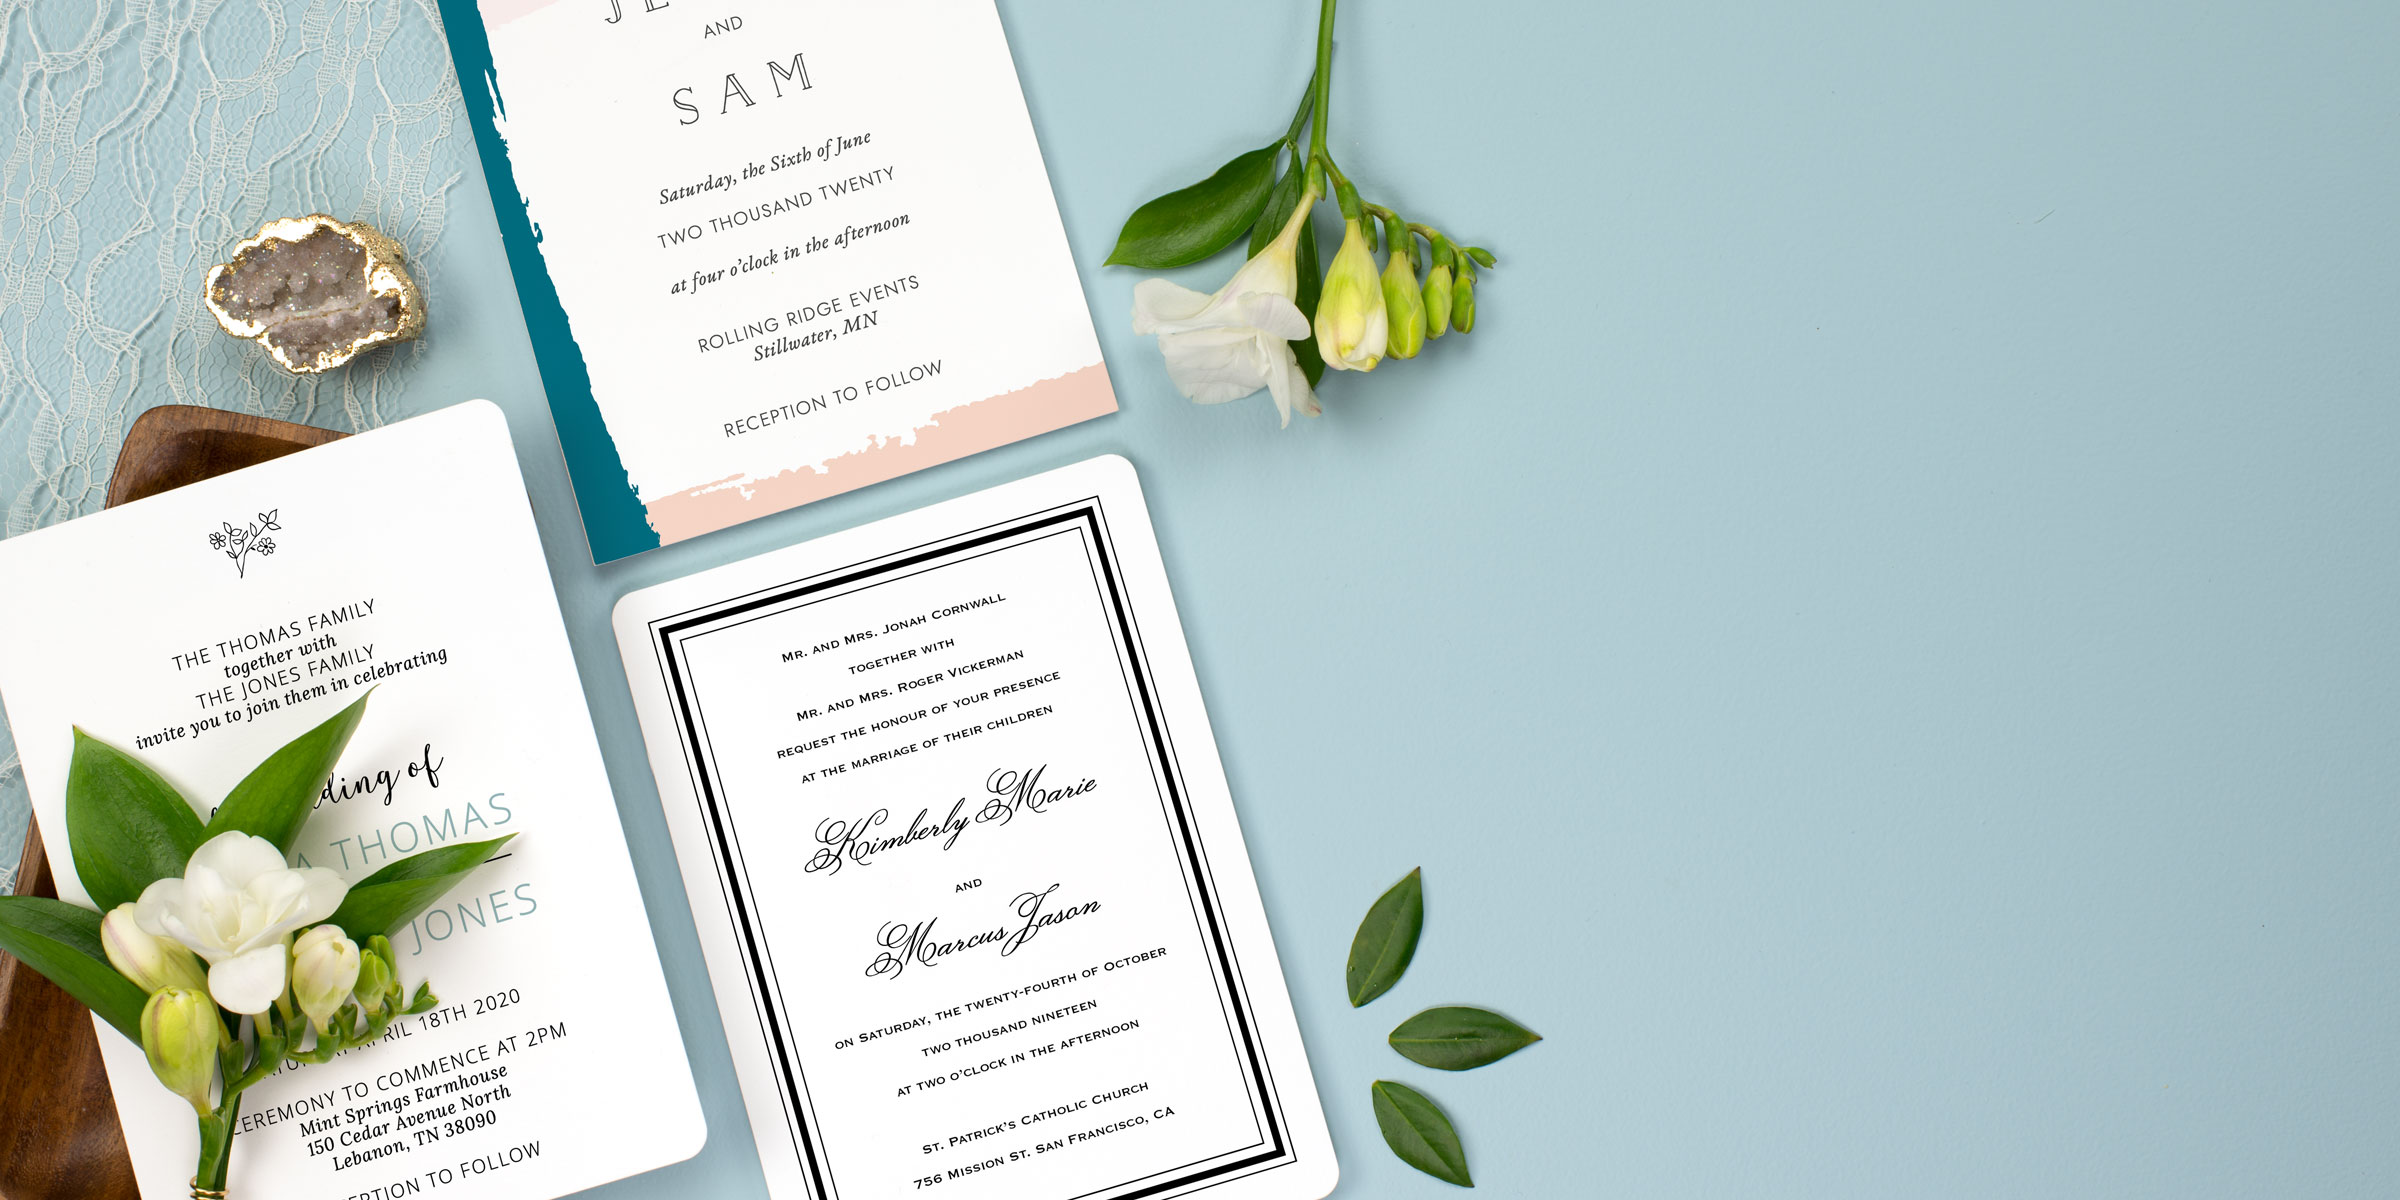 AND
SAM
Saturday, the Sixth of June
TWO THOUSAND TWENTY
at four o'clock in the afternoon
ROLLING RIDGE EVENTS
Stillwater, MN
RECEPTION TO FOLLOW
THE THOMAS FAMILY
together with
THE JONES FAMILY
invite you to join them in celebrating
of
THOMAS
JONES
APRIL 18TH 2020
CEREMONY TO COMMENCE AT 2PM
Mint Springs Farmhouse
150 Cedar Avenue North
Lebanon, TN 38090
TO FOLLOW
MR. AND MRS. JONAH CORNWALL
TOGETHER WITH
MR. AND MRS. ROGER VICKERMAN
REQUEST THE HONOUR OF YOUR PRESENCE
AT THE MARRIAGE OF THEIR CHILDREN
Kimberly Marie
AND
Marcus Jason
ON SATURDAY, THE TWENTY-FOURTH OF OCTOBER
TWO THOUSAND NINETEEN
AT TWO O'CLOCK IN THE AFTERNOON
ST. PATRICK'S CATHOLIC CHURCH
756 MISSION ST. SAN FRANCISCO, CA